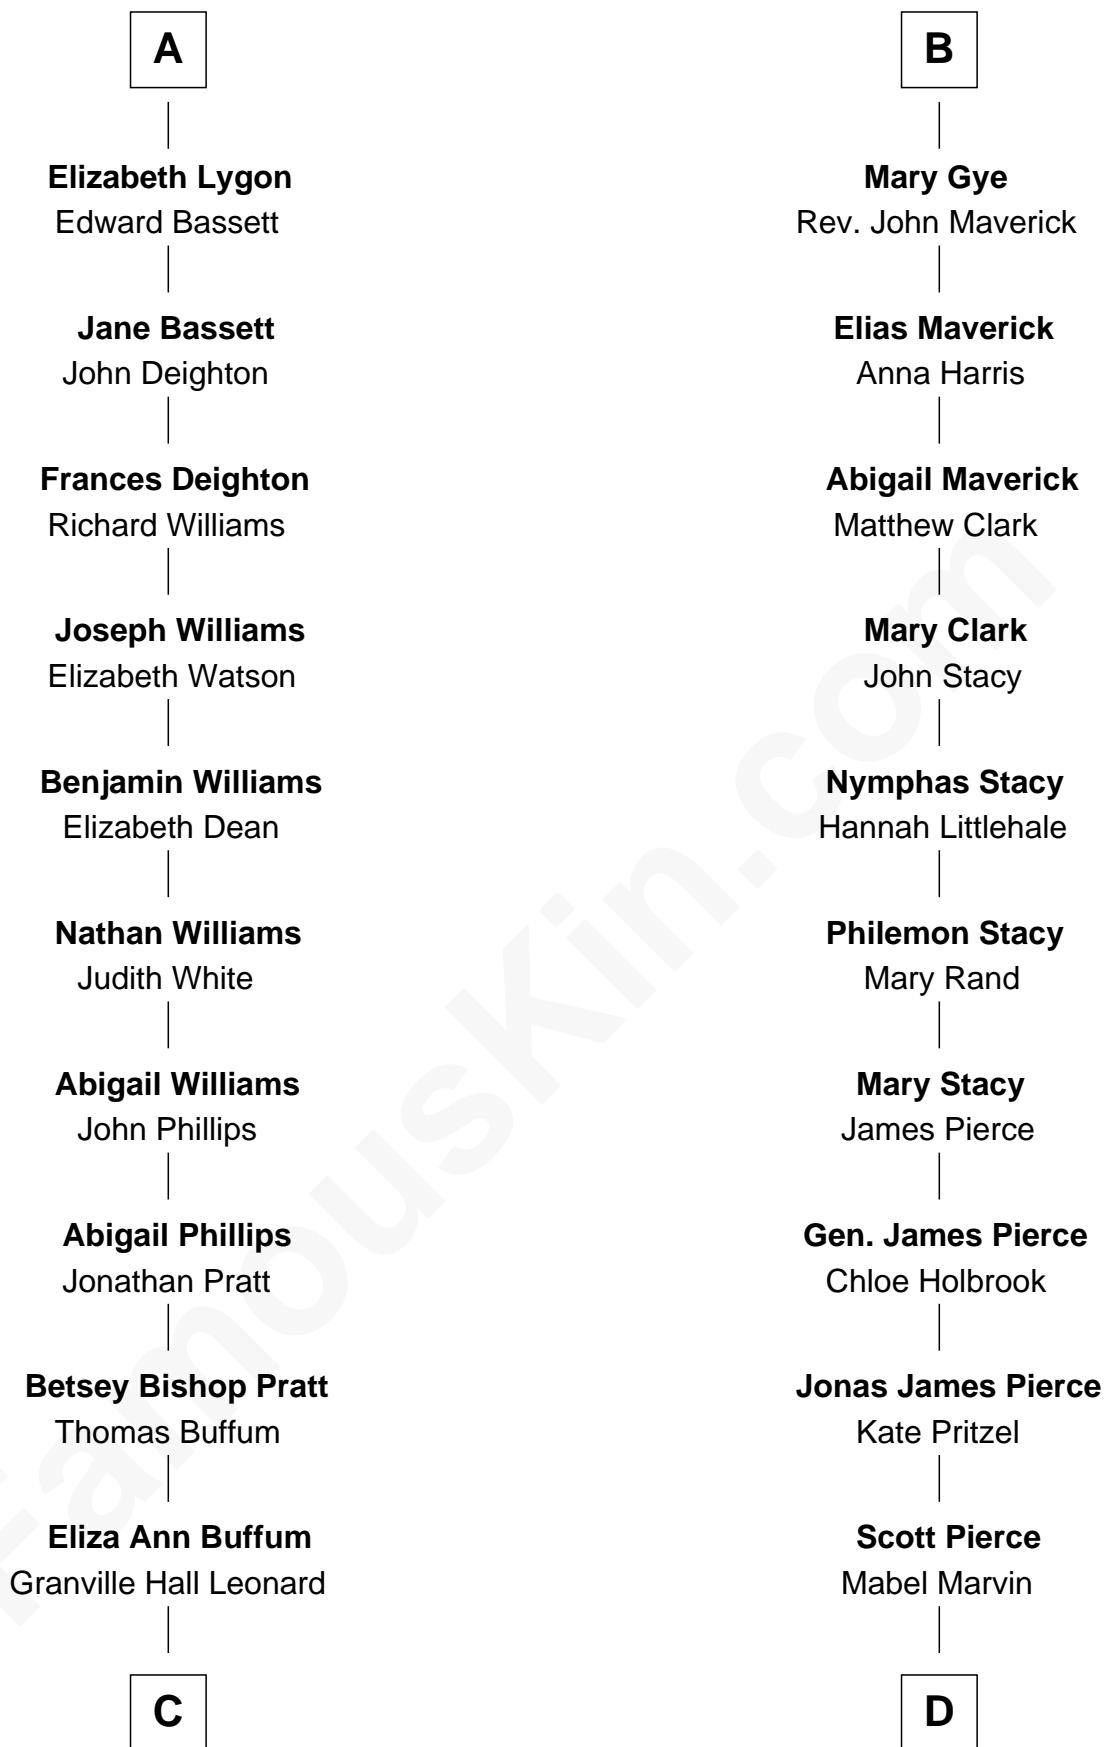 A
Elizabeth Lygon
Edward Bassett
Jane Bassett
John Deighton
Frances Deighton
Richard Williams
Joseph Williams
Elizabeth Watson
Benjamin Williams
Elizabeth Dean
Nathan Williams
Judith White
Abigail Williams
John Phillips
Abigail Phillips
Jonathan Pratt
Betsey Bishop Pratt
Thomas Buffum
Eliza Ann Buffum
Granville Hall Leonard
C
B
Mary Gye
Rev. John Maverick
Elias Maverick
Anna Harris
Abigail Maverick
Matthew Clark
Mary Clark
John Stacy
Nymphas Stacy
Hannah Littlehale
Philemon Stacy
Mary Rand
Mary Stacy
James Pierce
Gen. James Pierce
Chloe Holbrook
Jonas James Pierce
Kate Pritzel
Scott Pierce
Mabel Marvin
D
FamousKin.com